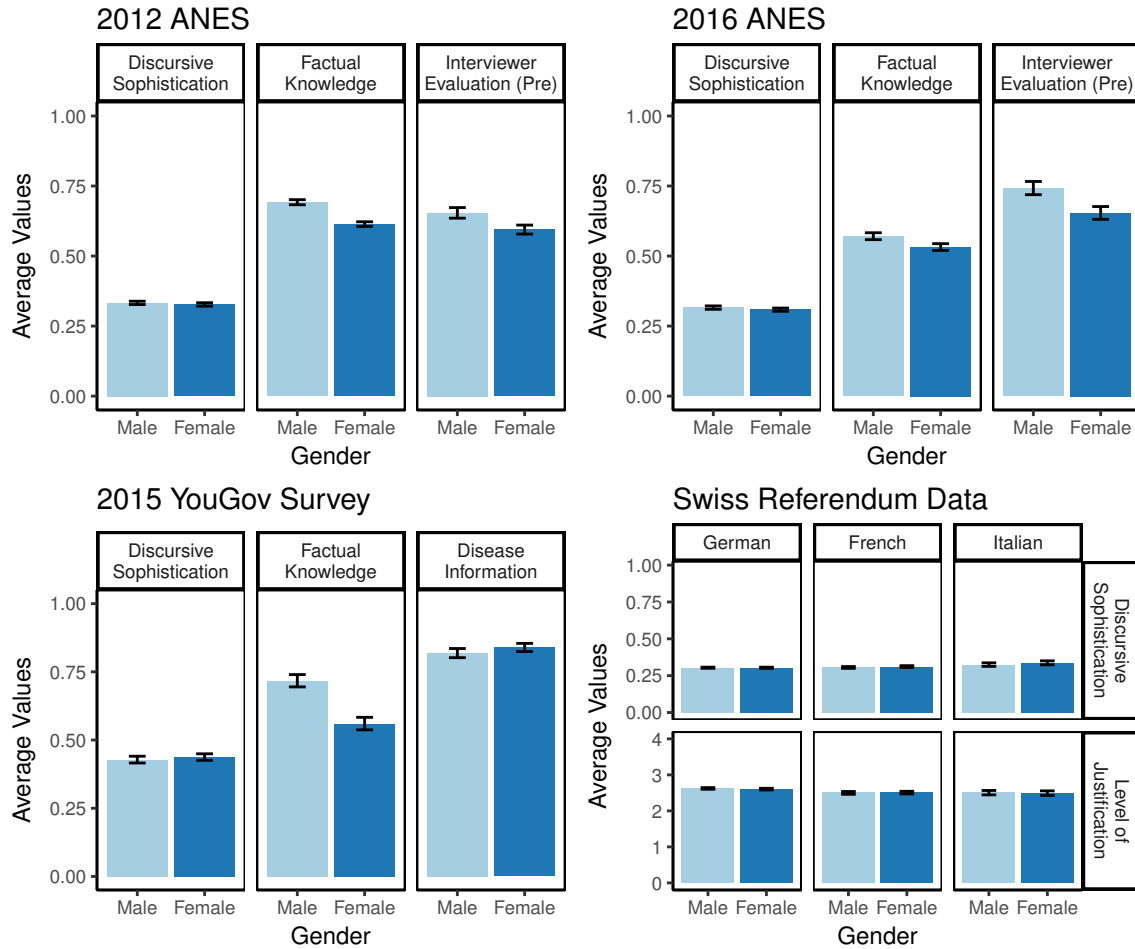 2012 ANES
Discursive
Sophistication
Factual
Knowledge
Interviewer
Evaluation (Pre)
Average Values
1.00
0.75
0.50
0.25
0.00
Male Female Male Female Male Female
Gender
2016 ANES
Discursive
Sophistication
Factual
Knowledge
Interviewer
Evaluation (Pre)
Average Values
1.00
0.75
0.50
0.25
0.00
Male Female Male Female Male Female
Gender
2015 YouGov Survey
Discursive
Sophistication
Factual
Knowledge
Disease
Information
Average Values
1.00
0.75
0.50
0.25
0.00
Male Female Male Female Male Female
Gender
Swiss Referendum Data
German French Italian
Average Values
1.00
0.75
0.50
0.25
0.00
Discursive
Sophistication
4
3
2
1
0
Level of
Justification
Male Female Male Female Male Female
Gender